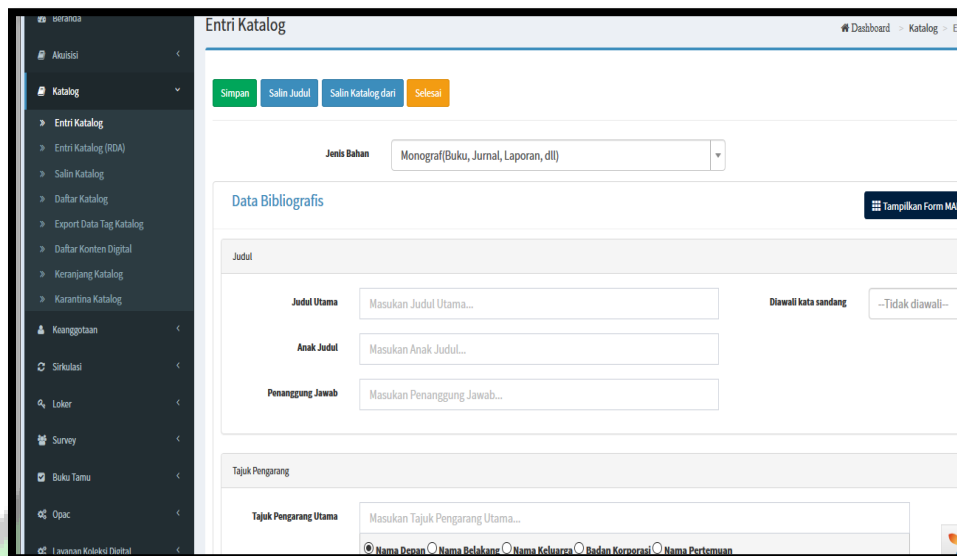 Beranda
Akuisisi
Katalog
Entri Katalog
Entri Katalog (RDA)
Salin Katalog
Daftar Katalog
Export Data Tag Katalog
Daftar Konten Digital
Keranjang Katalog
Karantina Katalog
Keanggotaan
Sirkulasi
Loker
Survey
Buku Tamu
Opac
Layanan Koleksi Digital
Entri Katalog
Dashboard > Katalog > E
Simpan Salin Judul Salin Katalog dari Selesai
Jenis Bahan Monograf(Buku, Jurnal, Laporan, dll)
Data Bibliografis Tampilkan Form MA
Judul
Judul Utama Masukan Judul Utama... Diawali kata sandang --Tidak diawali--
Anak Judul Masukan Anak Judul...
Penanggung Jawab Masukan Penanggung Jawab...
Tajuk Pengarang
Tajuk Pengarang Utama Masukan Tajuk Pengarang Utama...
Nama Depan Nama Belakang Nama Keluarga Badan Korporasi Nama Pertemuan